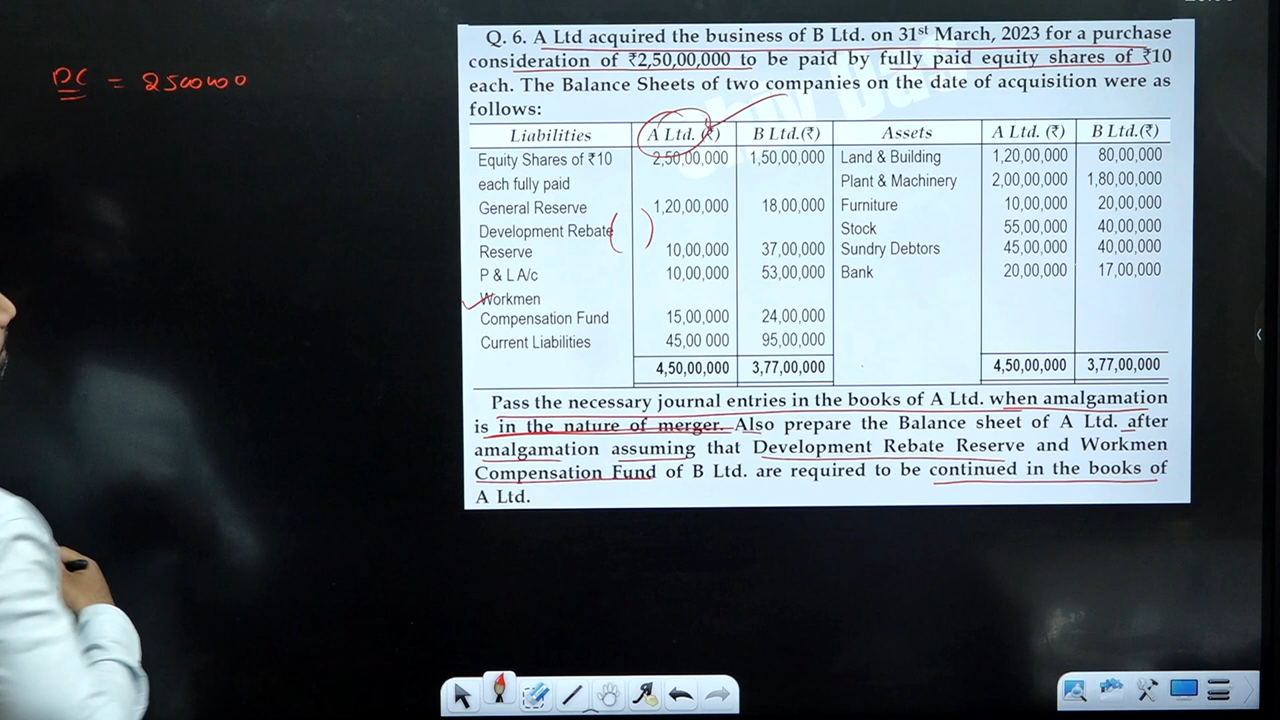 PC = 2500000
Q. 6. A Ltd acquired the business of B Ltd. on 31st March, 2023 for a purchase
consideration of ₹2,50,00,000 to be paid by fully paid equity shares of ₹10
each. The Balance Sheets of two companies on the date of acquisition were as
follows:
Liabilities A Ltd. (₹) B Ltd.(₹) Assets A Ltd. (₹) B Ltd.(₹)
Equity Shares of ₹10 2,50,00,000 1,50,00,000 Land & Building 1,20,00,000 80,00,000
each fully paid Plant & Machinery 2,00,00,000 1,80,00,000
General Reserve 1,20,00,000 18,00,000 Furniture 10,00,000 20,00,000
Development Rebate Stock 55,00,000 40,00,000
Reserve 10,00,000 37,00,000 Sundry Debtors 45,00,000 40,00,000
P & L A/c 10,00,000 53,00,000 Bank 20,00,000 17,00,000
Workmen
Compensation Fund 15,00,000 24,00,000
Current Liabilities 45,00 000 95,00,000
4,50,00,000 3,77,00,000 4,50,00,000 3,77,00,000
Pass the necessary journal entries in the books of A Ltd. when amalgamation
is in the nature of merger. Also prepare the Balance sheet of A Ltd. after
amalgamation assuming that Development Rebate Reserve and Workmen
Compensation Fund of B Ltd. are required to be continued in the books of
A Ltd.